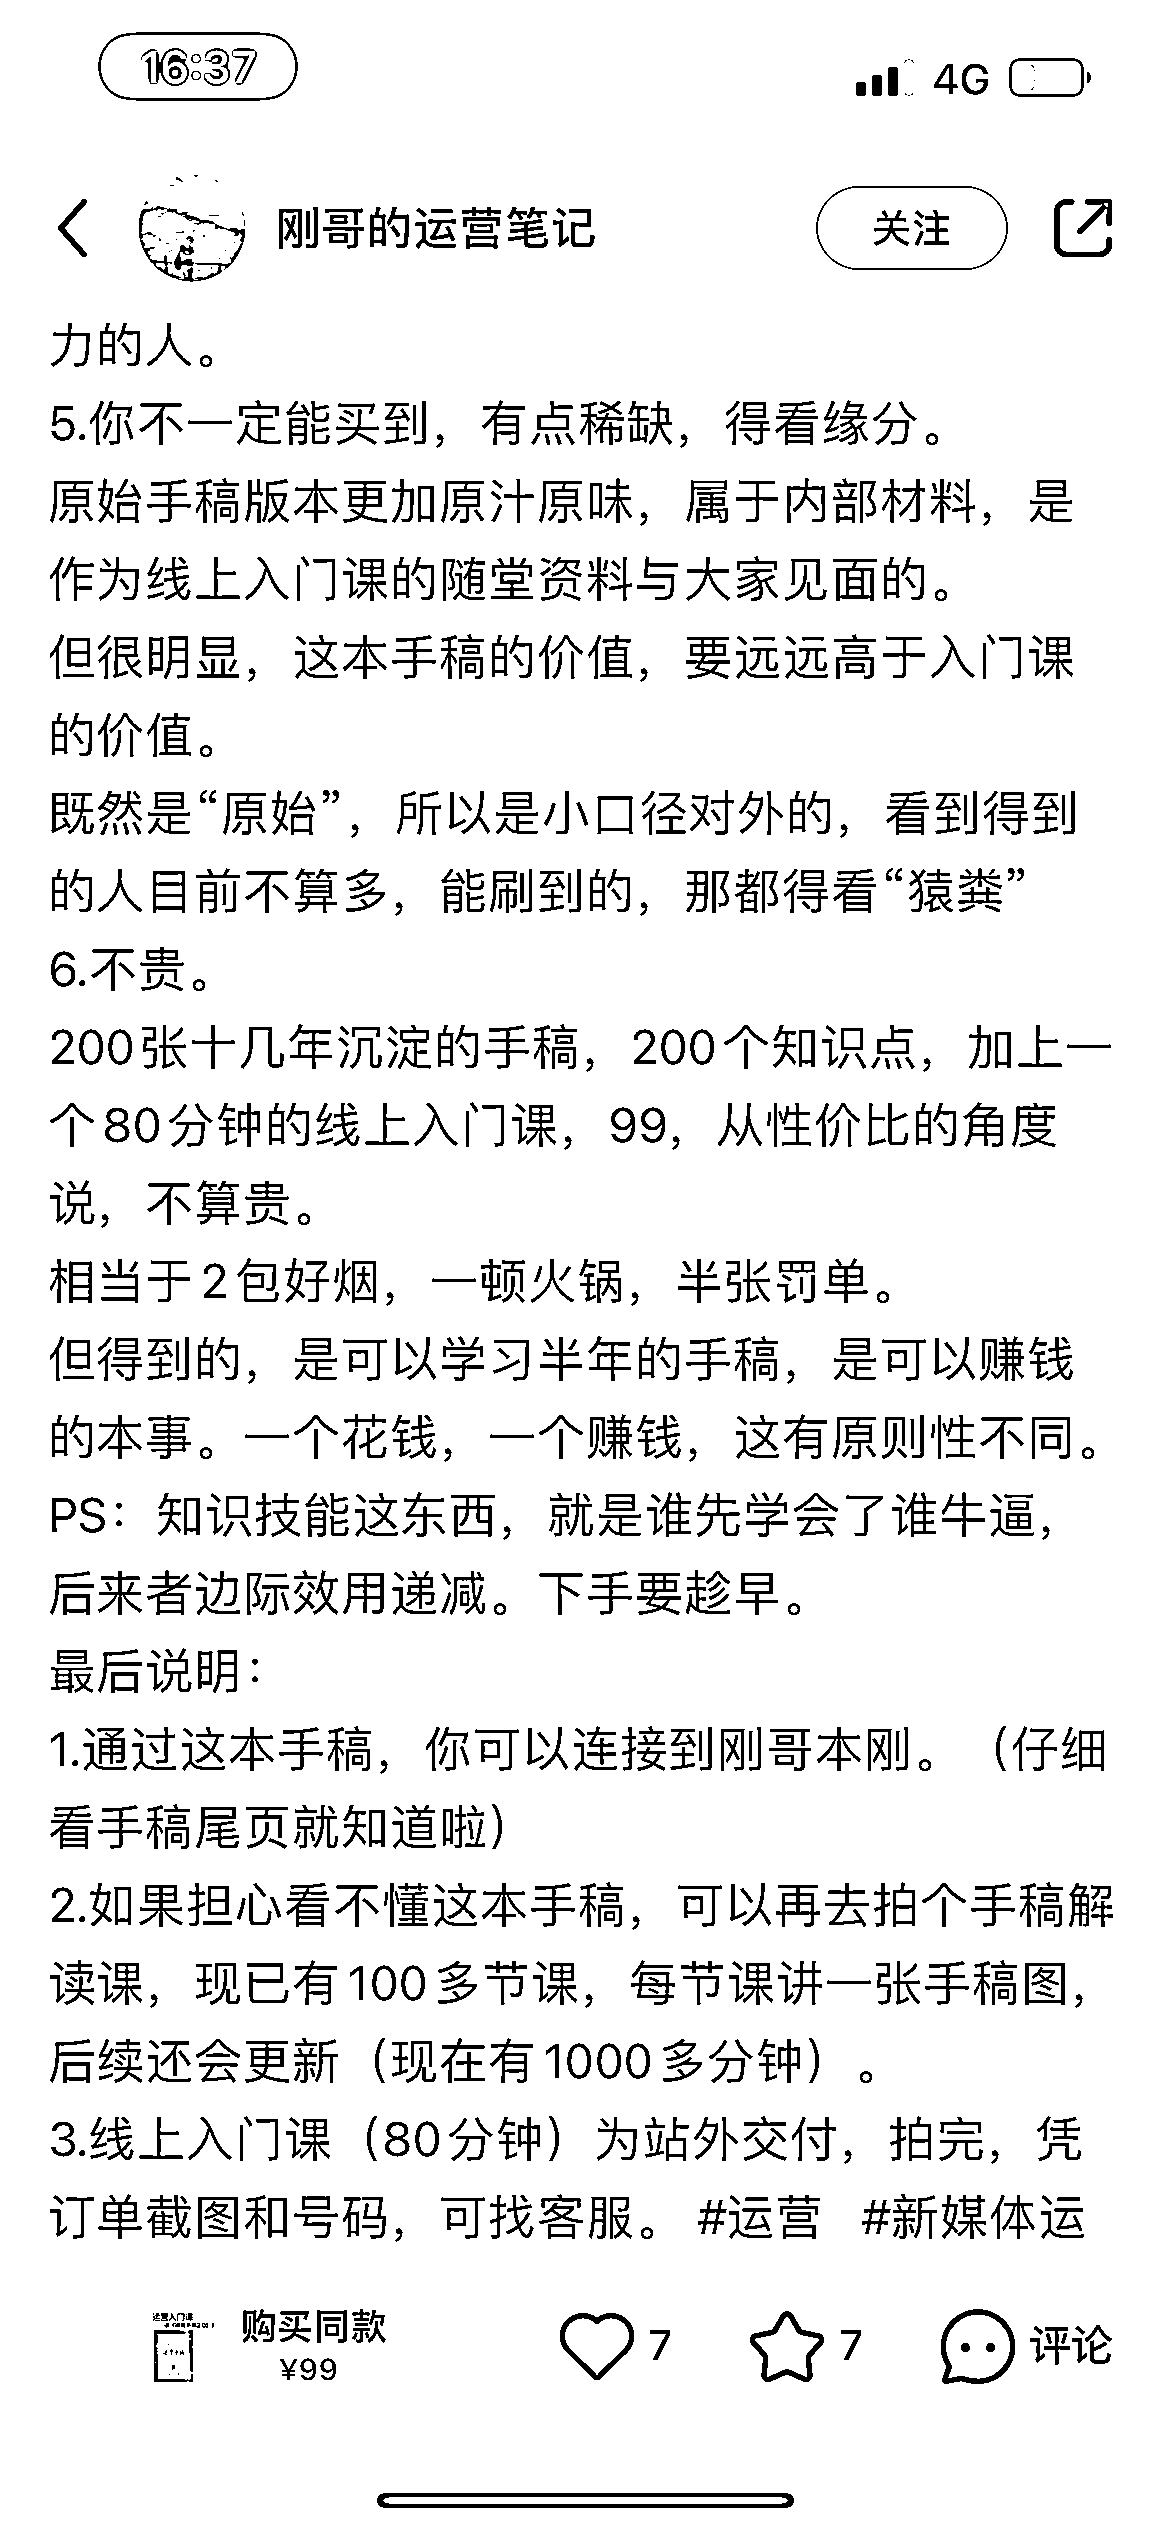 16:37
4G
刚哥的运营笔记
关注
力的人。
5.你不一定能买到，有点稀缺，得看缘分。
原始手稿版本更加原汁原味，属于内部材料，是
作为线上入门课的随堂资料与大家见面的。
但很明显，这本手稿的价值，要远远高于入门课
的价值。
既然是“原始”，所以是小口径对外的，看到得到
的人目前不算多，能刷到的，那都得看“猿粪”
6.不贵。
200张十几年沉淀的手稿，200个知识点，加上一
个80分钟的线上入门课，99，从性价比的角度
说，不算贵。
相当于2包好烟，一顿火锅，半张罚单。
但得到的，是可以学习半年的手稿，是可以赚钱
的本事。一个花钱，一个赚钱，这有原则性不同。
PS：知识技能这东西，就是谁先学会了谁牛逼，
后来者边际效用递减。下手要趁早。
最后说明：
1.通过这本手稿，你可以连接到刚哥本刚。（仔细
看手稿尾页就知道啦）
2.如果担心看不懂这本手稿，可以再去拍个手稿解
读课，现已有100多节课，每节课讲一张手稿图，
后续还会更新（现在有1000多分钟）。
3.线上入门课（80分钟）为站外交付，拍完，凭
订单截图和号码，可找客服。 #运营 #新媒体运
运营入门课
购买同款
¥99
7
7
评论